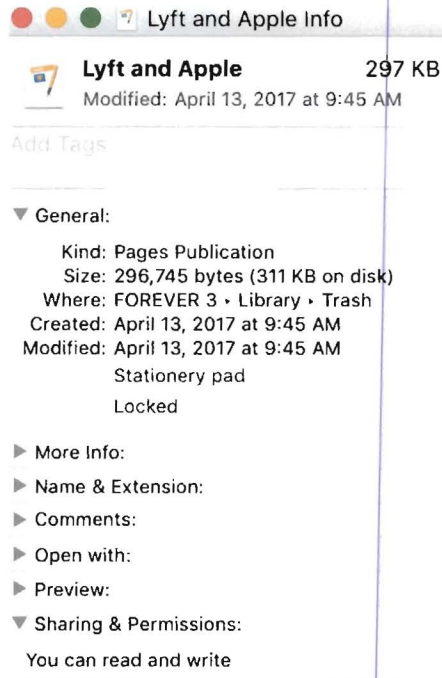 Lyft and Apple Info
Lyft and Apple 297 KB
Modified: April 13, 2017 at 9:45 AM
Add Tags
General:
Kind: Pages Publication
Size: 296,745 bytes (311 KB on disk)
Where: FOREVER 3 ▸ Library ▸ Trash
Created: April 13, 2017 at 9:45 AM
Modified: April 13, 2017 at 9:45 AM
Stationery pad
Locked
More Info:
Name & Extension:
Comments:
Open with:
Preview:
Sharing & Permissions:
You can read and write